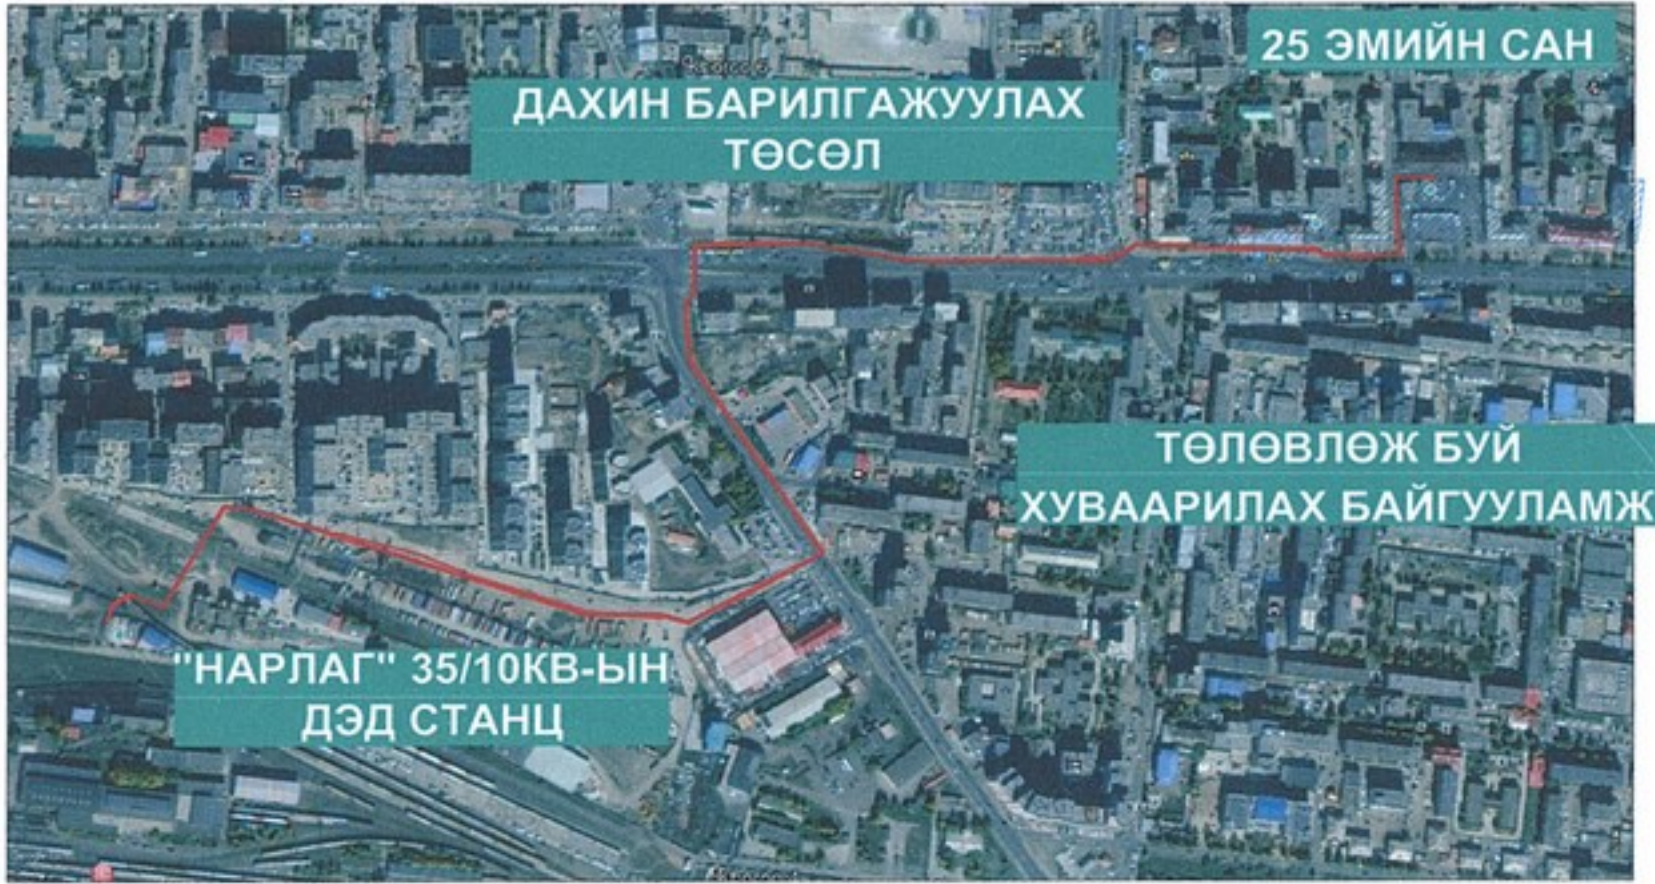 25 ЭМИЙН САН
ДАХИН БАРИЛГАЖУУЛАХ
ТӨСӨЛ
ТӨЛӨВЛӨЖ БУЙ
ХУВААРИЛАХ БАЙГУУЛАМЖ
"НАРЛАГ" 35/10КВ-ЫН
ДЭД СТАНЦ